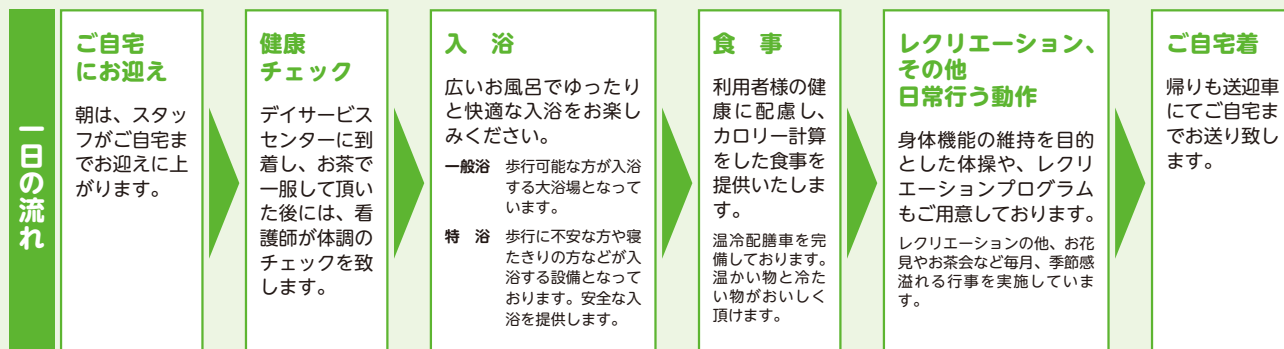 一日の流れ
ご自宅
にお迎え
朝は、スタッ
フがご自宅ま
でお迎えに上
がります。
健康
チェック
デイサービス
センターに到
着し、お茶で
一服して頂い
た後には、看
護師が体調の
チェックを致
します。
入　浴
広いお風呂でゆったり
と快適な入浴をお楽し
みください。
一般浴　歩行可能な方が入浴
する大浴場となって
います。
特　浴　歩行に不安な方や寝
たきりの方などが入
浴する設備となって
おります。安全な入
浴を提供します。
食　事
利用者様の健
康に配慮し、
カロリー計算
をした食事を
提供いたしま
す。
温冷配膳車を完
備しております。
温かい物と冷た
い物がおいしく
頂けます。
レクリエーション、
その他
日常行う動作
身体機能の維持を目的
とした体操や、レクリ
エーションプログラム
もご用意しております。
レクリエーションの他、お花
見やお茶会など毎月、季節感
溢れる行事を実施していま
す。
ご自宅着
帰りも送迎車
にてご自宅ま
でお送り致し
ます。